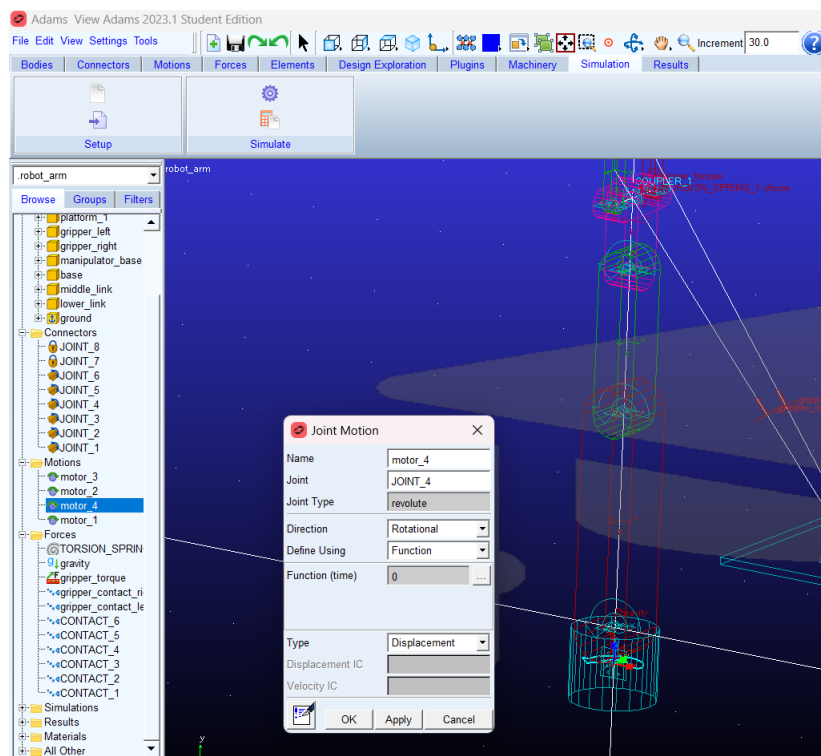 Adams View Adams 2023.1 Student Edition
File Edit View Settings Tools
Increment 30.0
Bodies Connectors Motions Forces Elements Design Exploration Plugins Machinery Simulation Results
Setup Simulate
.robot_arm
robot_arm
Browse Groups Filters
platform_1
gripper_left
gripper_right
manipulator_base
base
middle_link
lower_link
ground
Connectors
JOINT_8
JOINT_7
JOINT_6
JOINT_5
JOINT_4
JOINT_3
JOINT_2
JOINT_1
Motions
motor_3
motor_2
motor_4
motor_1
Forces
TORSION_SPRIN
gravity
gripper_torque
gripper_contact_ri
gripper_contact_le
CONTACT_6
CONTACT_5
CONTACT_4
CONTACT_3
CONTACT_2
CONTACT_1
Simulations
Results
Materials
All Other
COUPLER_1
Joint Motion
Name motor_4
Joint JOINT_4
Joint Type revolute
Direction Rotational
Define Using Function
Function (time) 0 ...
Type Displacement
Displacement IC
Velocity IC
OK Apply Cancel
y